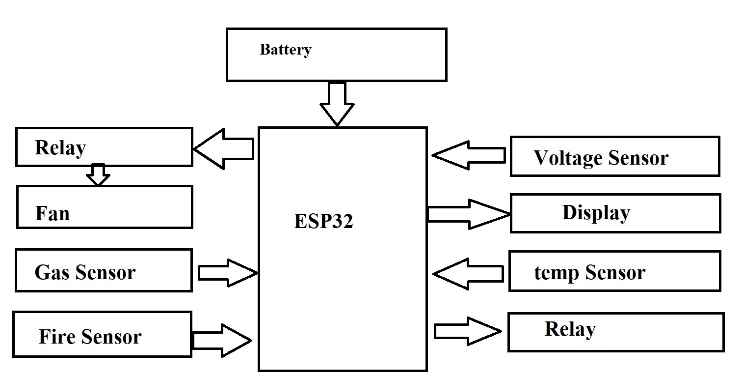 Battery
Relay
Fan
Gas Sensor
Fire Sensor
ESP32
Voltage Sensor
Display
temp Sensor
Relay